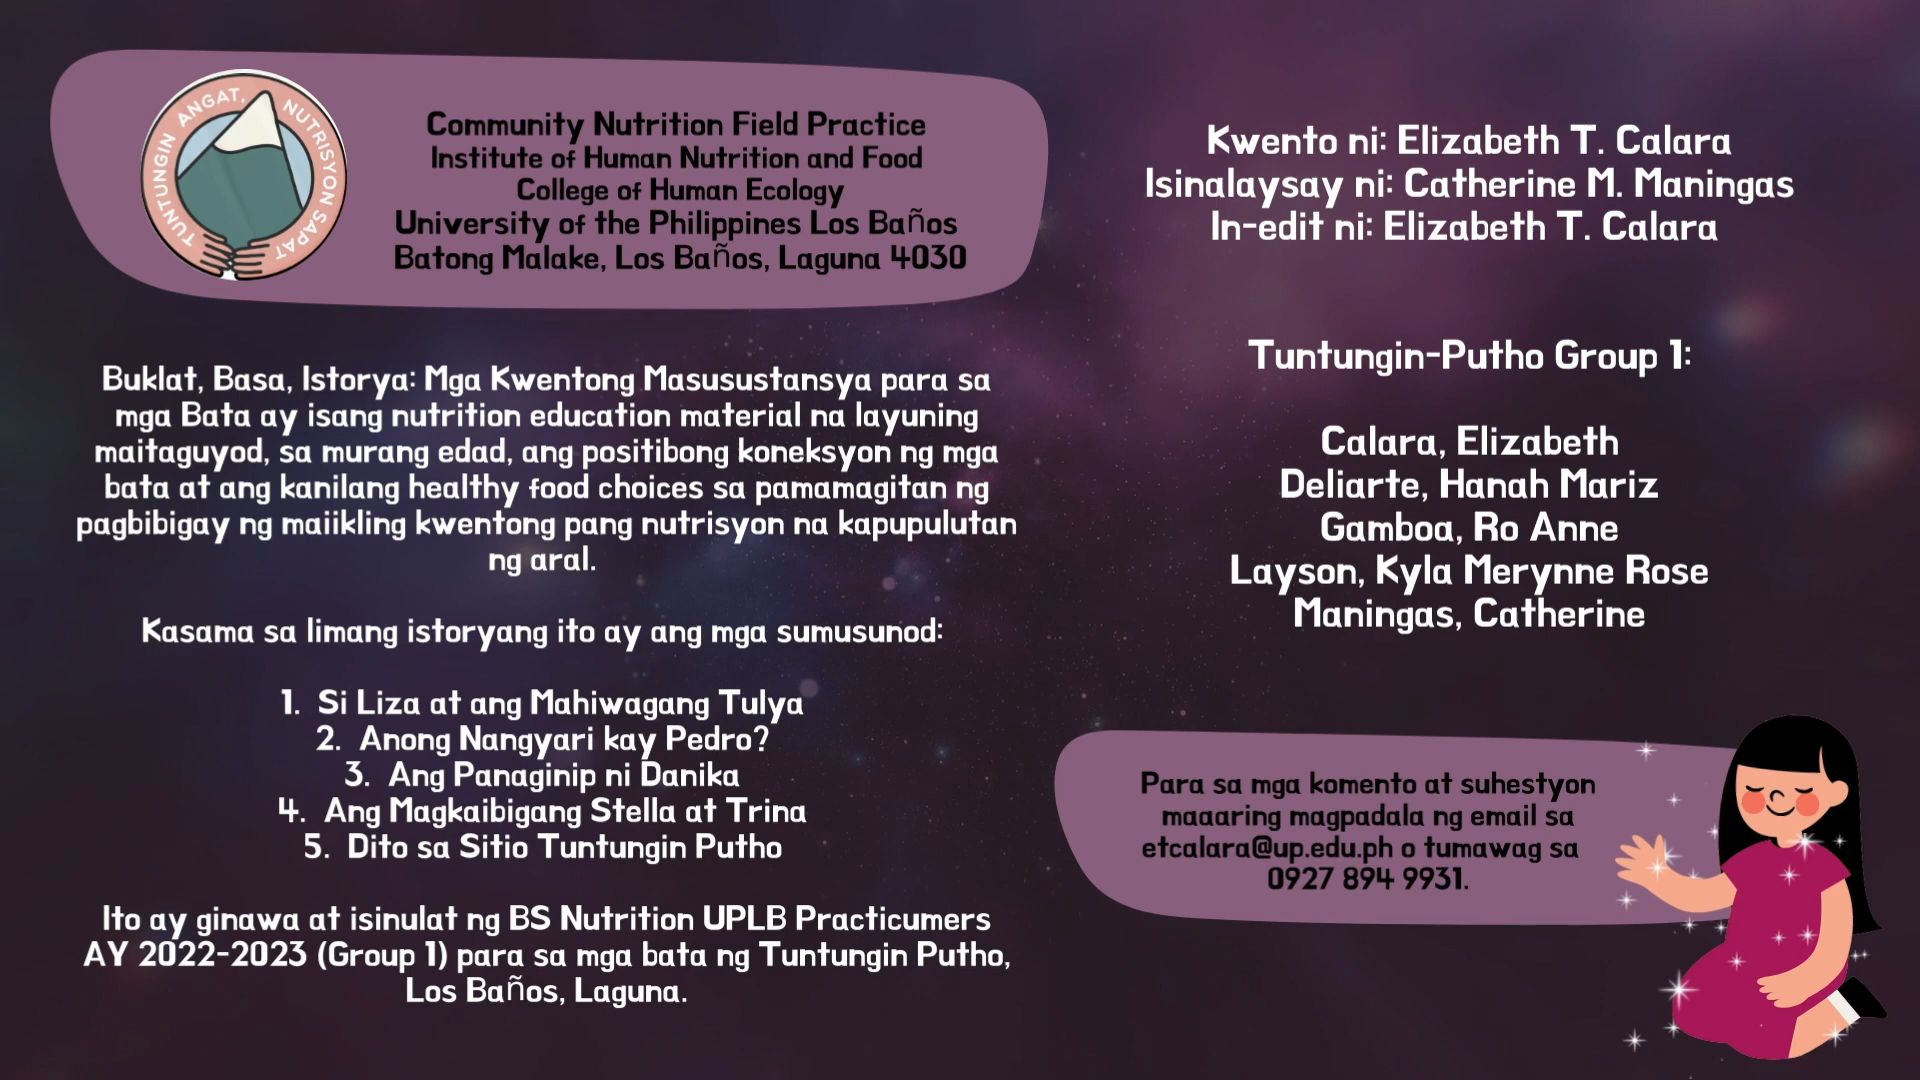 TUNTUNGIN ANGAT, NUTRISYON SAPAT
Community Nutrition Field Practice
Institute of Human Nutrition and Food
College of Human Ecology
University of the Philippines Los Baños
Batong Malake, Los Baños, Laguna 4030
Buklat, Basa, Istorya: Mga Kwentong Masusustansya para sa
mga Bata ay isang nutrition education material na layuning
maitaguyod, sa murang edad, ang positibong koneksyon ng mga
bata at ang kanilang healthy food choices sa pamamagitan ng
pagbibigay ng maiikling kwentong pang nutrisyon na kapupulutan
ng aral.
Kasama sa limang istoryang ito ay ang mga sumusunod:
1. Si Liza at ang Mahiwagang Tulya
2. Anong Nangyari kay Pedro?
3. Ang Panaginip ni Danika
4. Ang Magkaibigang Stella at Trina
5. Dito sa Sitio Tuntungin Putho
Ito ay ginawa at isinulat ng BS Nutrition UPLB Practicumers
AY 2022-2023 (Group 1) para sa mga bata ng Tuntungin Putho,
Los Baños, Laguna.
Kwento ni: Elizabeth T. Calara
Isinalaysay ni: Catherine M. Maningas
In-edit ni: Elizabeth T. Calara
Tuntungin-Putho Group 1:
Calara, Elizabeth
Deliarte, Hanah Mariz
Gamboa, Ro Anne
Layson, Kyla Merynne Rose
Maningas, Catherine
Para sa mga komento at suhestyon
maaaring magpadala ng email sa
etcalara@up.edu.ph o tumawag sa
0927 894 9931.